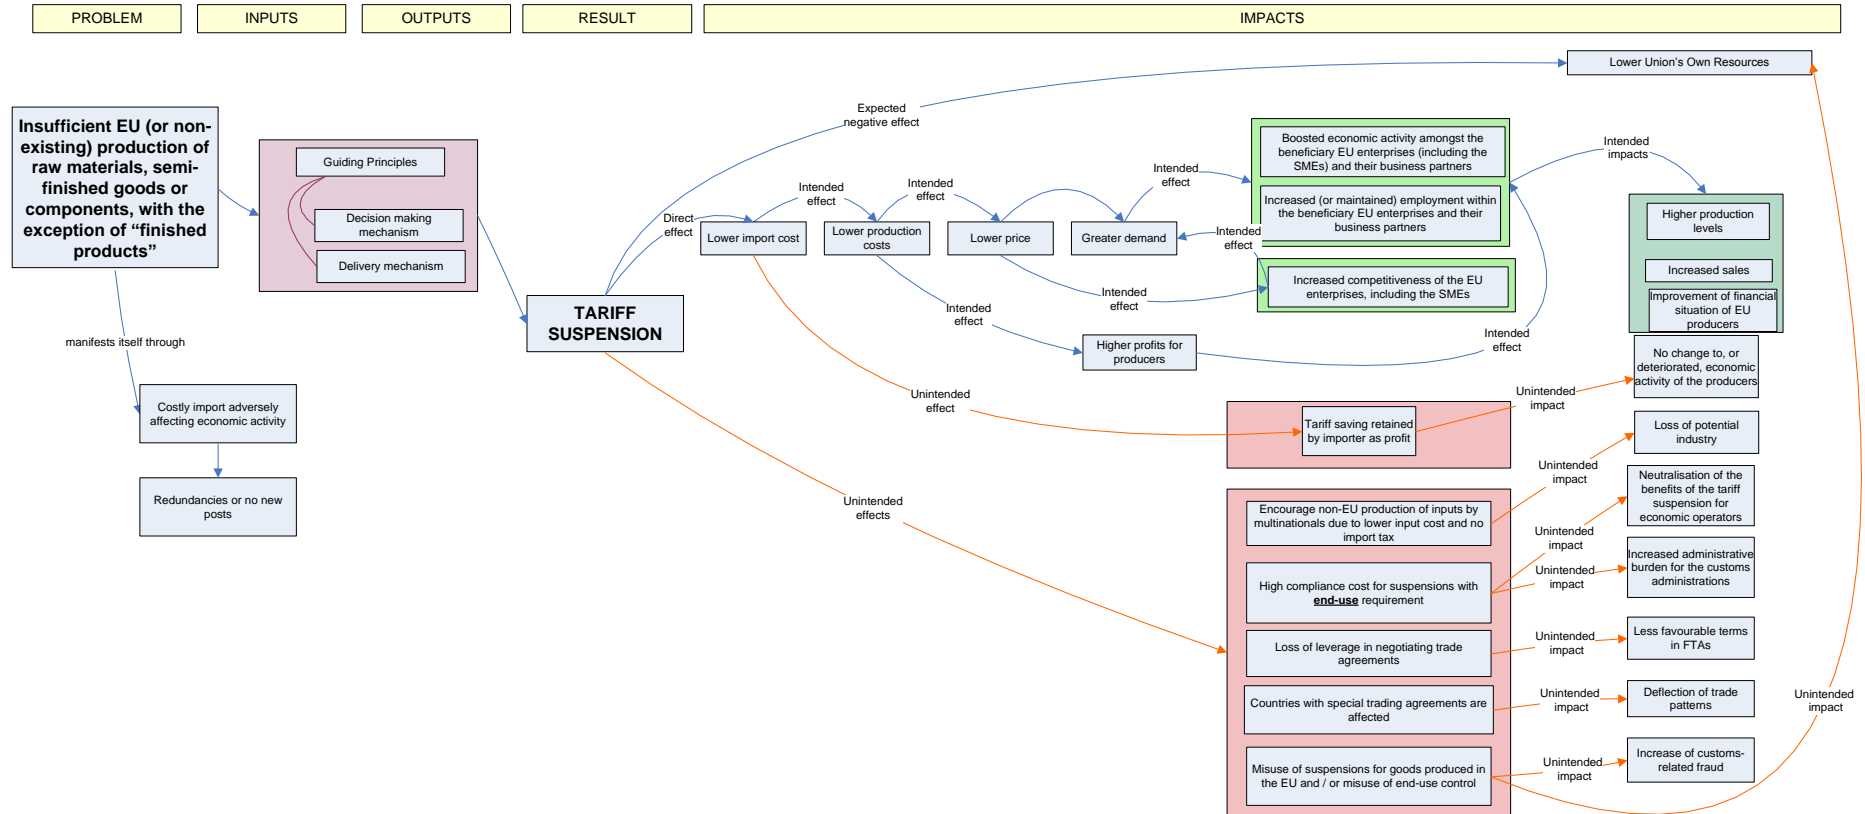 PROBLEM
INPUTS
OUTPUTS
RESULT
IMPACTS
Lower Union's Own Resources
Insufficient EU (or non-
existing) production of
raw materials, semi-
finished goods or
components, with the
exception of “finished
products”
Guiding Principles
Decision making
mechanism
Delivery mechanism
manifests itself through
Costly import adversely
affecting economic activity
Redundancies or no new
posts
TARIFF
SUSPENSION
Expected
negative effect
Direct
effect
Lower import cost
Intended
effect
Lower production
costs
Intended
effect
Lower price
Greater demand
Intended
effect
Boosted economic activity amongst the
beneficiary EU enterprises (including the
SMEs) and their business partners
Increased (or maintained) employment within
the beneficiary EU enterprises and their
business partners
Intended
effect
Increased competitiveness of the EU
enterprises, including the SMEs
Intended
effect
Intended
effect
Higher profits for
producers
Intended
effect
Intended
impacts
Higher production
levels
Increased sales
Improvement of financial
situation of EU
producers
Unintended
effect
Tariff saving retained
by importer as profit
Unintended
impact
No change to, or
deteriorated, economic
activity of the producers
Unintended
effects
Encourage non-EU production of inputs by
multinationals due to lower input cost and no
import tax
Unintended
impact
Loss of potential
industry
High compliance cost for suspensions with
end-use requirement
Unintended
impact
Neutralisation of the
benefits of the tariff
suspension for
economic operators
Unintended
impact
Increased administrative
burden for the customs
administrations
Loss of leverage in negotiating trade
agreements
Unintended
impact
Less favourable terms
in FTAs
Countries with special trading agreements are
affected
Unintended
impact
Deflection of trade
patterns
Misuse of suspensions for goods produced in
the EU and / or misuse of end-use control
Unintended
impact
Increase of customs-
related fraud
Unintended
impact